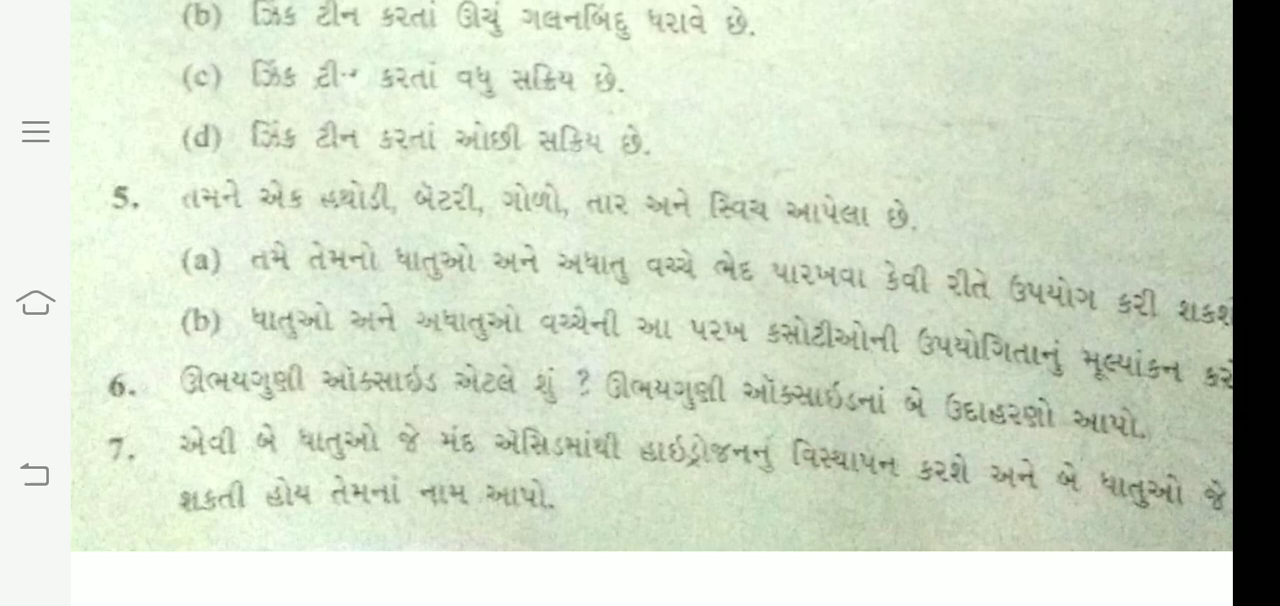 (b) ઝિંક ટીન કરતાં ઊંચું ગલનબિંદુ ધરાવે છે.
(c) ઝિંક કરતાં વધુ સક્રિય છે.
(d) ઝિંક ટીન કરતાં ઓછી સક્રિય છે.
5. તમને એક હથોડી, બૅટરી, ગોળો, તાર અને સ્વિચ આપેલા છે.
(a) તમે તેમનો ધાતુઓ અને અધાતુ વચ્ચે ભેદ પારખવા કેવી રીતે ઉપયોગ કરી
(b) ધાતુઓ અને અધાતુઓ વચ્ચેની આ પરખ કસોટીઓની ઉપયોગિતાનું મૂલ્યાંકન
6. ઊભયગુણી ઑક્સાઇડ એટલે શું ? ઊભયગુણી ઑક્સાઇડનાં બે ઉદાહરણો આપો.
7. એવી બે ધાતુઓ જે મંદ ઍસિડમાંથી હાઇડ્રોજનનું વિસ્થાપન કરશે અને બે ધાતુઓ જે
શકતી હોય તેમનાં નામ આપો.